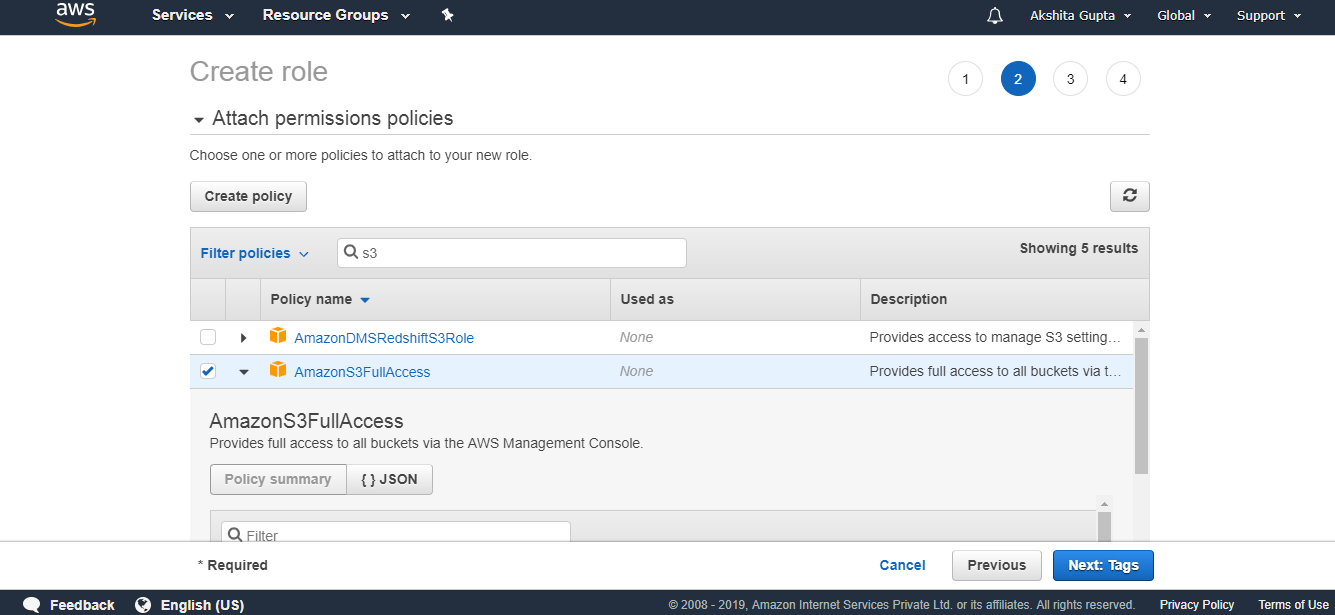 aws Services Resource Groups Akshita Gupta Global Support
Create role 1 2 3 4
Attach permissions policies
Choose one or more policies to attach to your new role.
Create policy
Filter policies s3 Showing 5 results
Policy name Used as Description
AmazonDMSRedshiftS3Role None Provides access to manage S3 setting…
AmazonS3FullAccess None Provides full access to all buckets via t…
AmazonS3FullAccess
Provides full access to all buckets via the AWS Management Console.
Policy summary { } JSON
Filter
* Required Cancel Previous Next: Tags
Feedback English (US) © 2008 - 2019, Amazon Internet Services Private Ltd. or its affiliates. All rights reserved. Privacy Policy Terms of Use